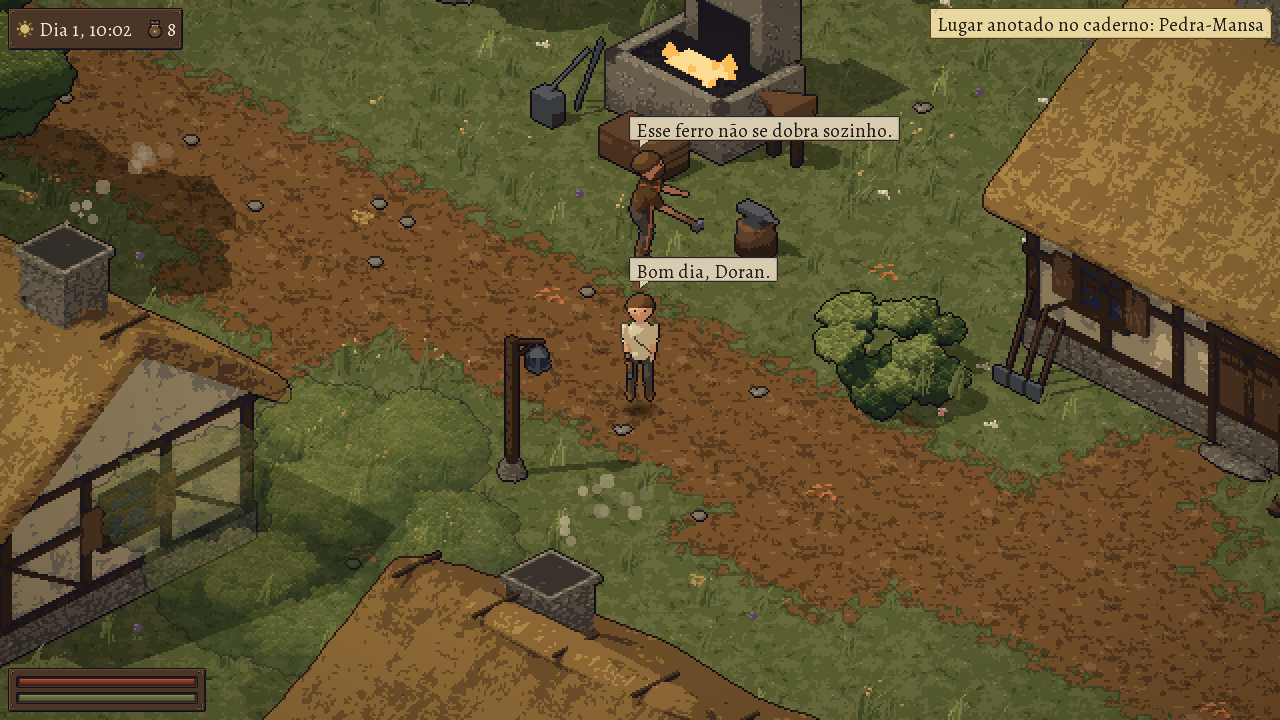 Dia 1, 10:02 8
Lugar anotado no caderno: Pedra-Mansa
Esse ferro não se dobra sozinho.
Bom dia, Doran.